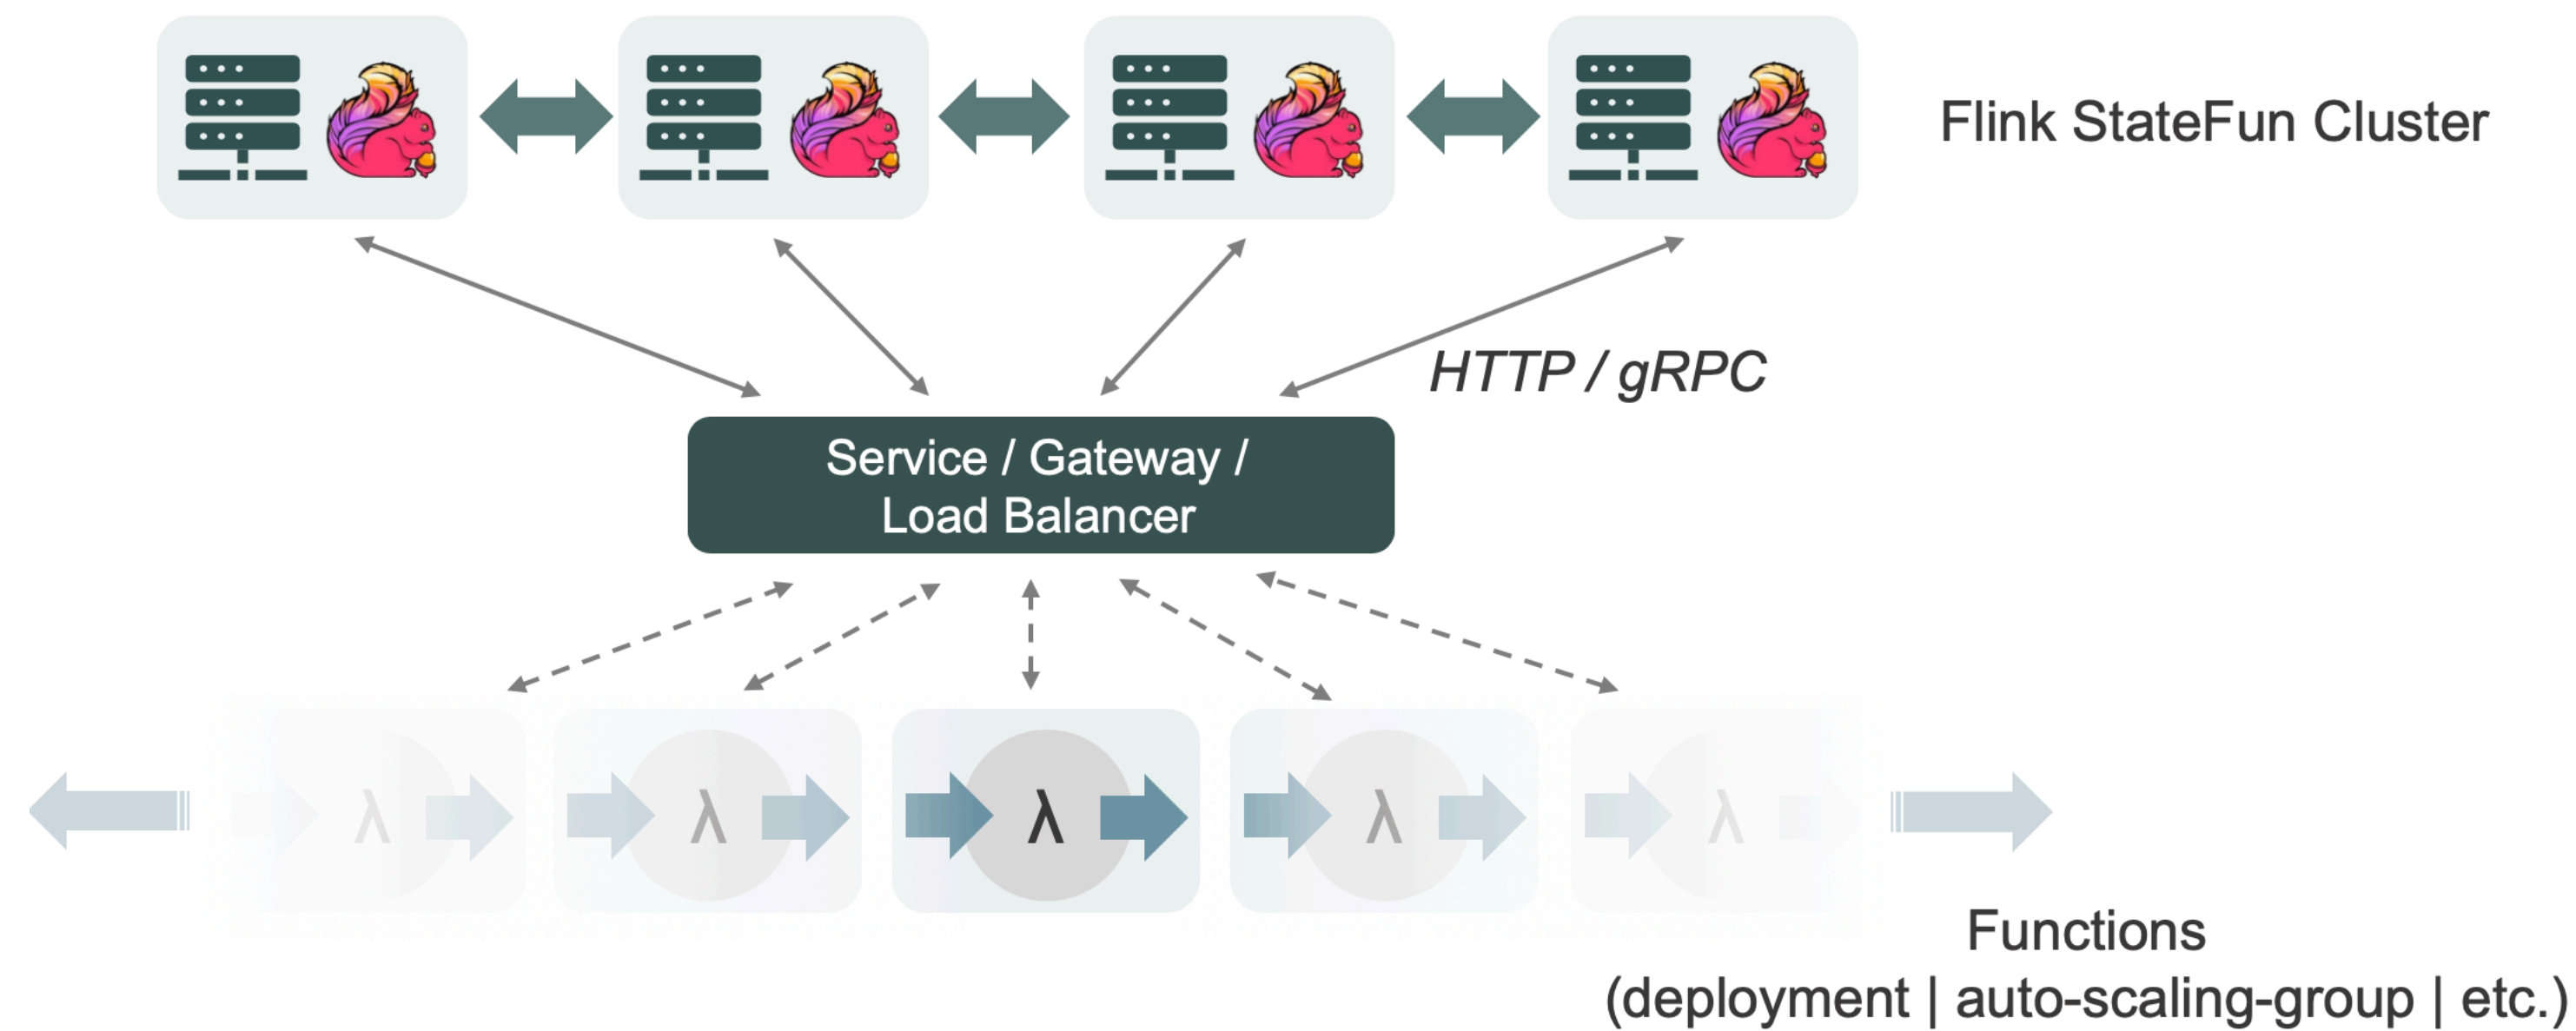 Flink StateFun Cluster
HTTP / gRPC
Service / Gateway /
Load Balancer
λ λ λ λ λ
Functions
(deployment | auto-scaling-group | etc.)